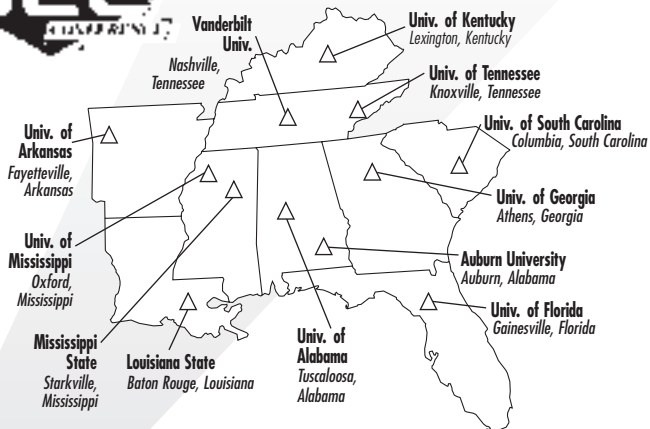 CONFERENCE
Vanderbilt
Univ.
Nashville,
Tennessee
Univ. of Kentucky
Lexington, Kentucky
Univ. of Tennessee
Knoxville, Tennessee
Univ. of South Carolina
Columbia, South Carolina
Univ. of
Arkansas
Fayetteville,
Arkansas
Univ. of Georgia
Athens, Georgia
Univ. of
Mississippi
Oxford,
Mississippi
Auburn University
Auburn, Alabama
Univ. of Florida
Gainesville, Florida
Mississippi
State
Starkville,
Mississippi
Louisiana State
Baton Rouge, Louisiana
Univ. of
Alabama
Tuscaloosa,
Alabama